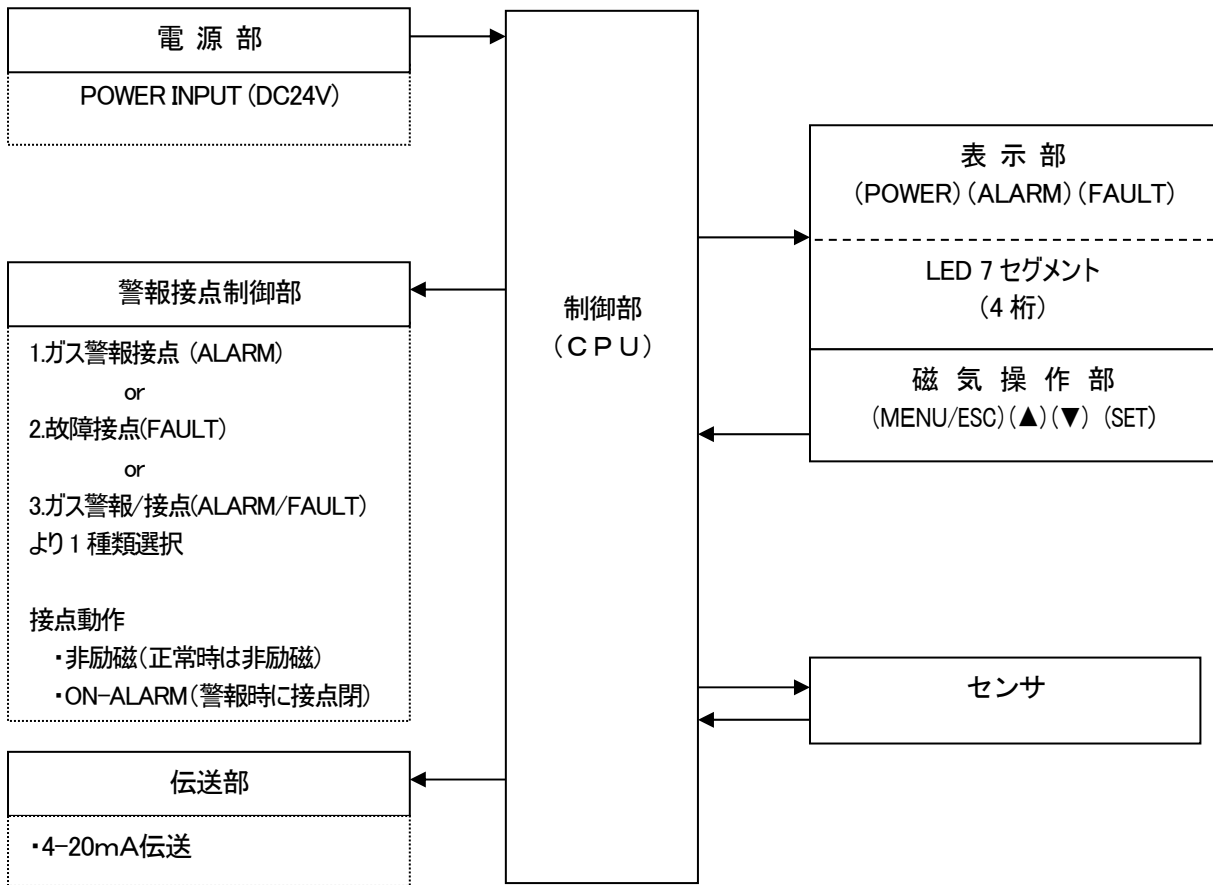 電 源 部
POWER INPUT (DC24V)
警報接点制御部
1.ガス警報接点 (ALARM)
or
2.故障接点(FAULT)
or
3.ガス警報/接点(ALARM/FAULT)
より 1 種類選択
接点動作
・非励磁(正常時は非励磁)
・ON-ALARM(警報時に接点閉)
伝送部
・4-20mA伝送
制御部
(CPU)
表 示 部
(POWER)(ALARM)(FAULT)
LED 7 セグメント
(4 桁)
磁 気 操 作 部
(MENU/ESC)(▲)(▼) (SET)
センサ